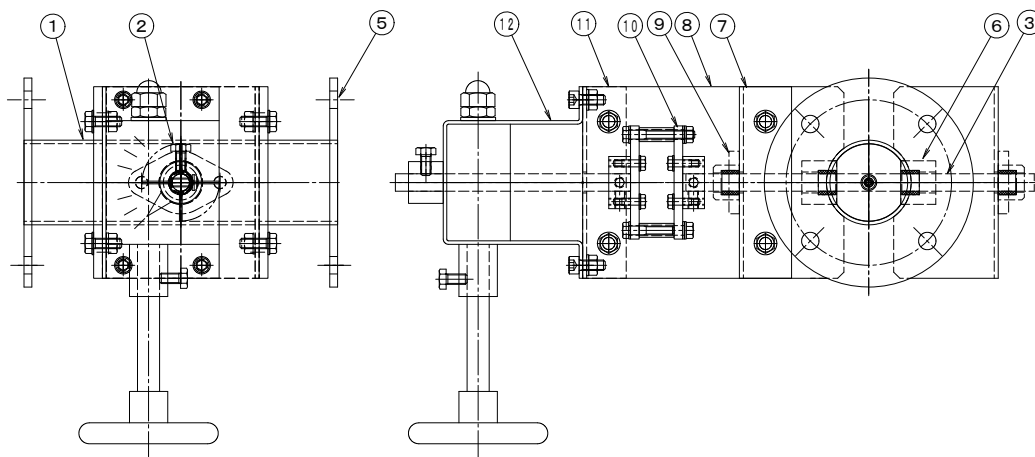 ① ② ⑤ ⑫ ⑪ ⑩ ⑨ ⑧ ⑦ ⑥ ③